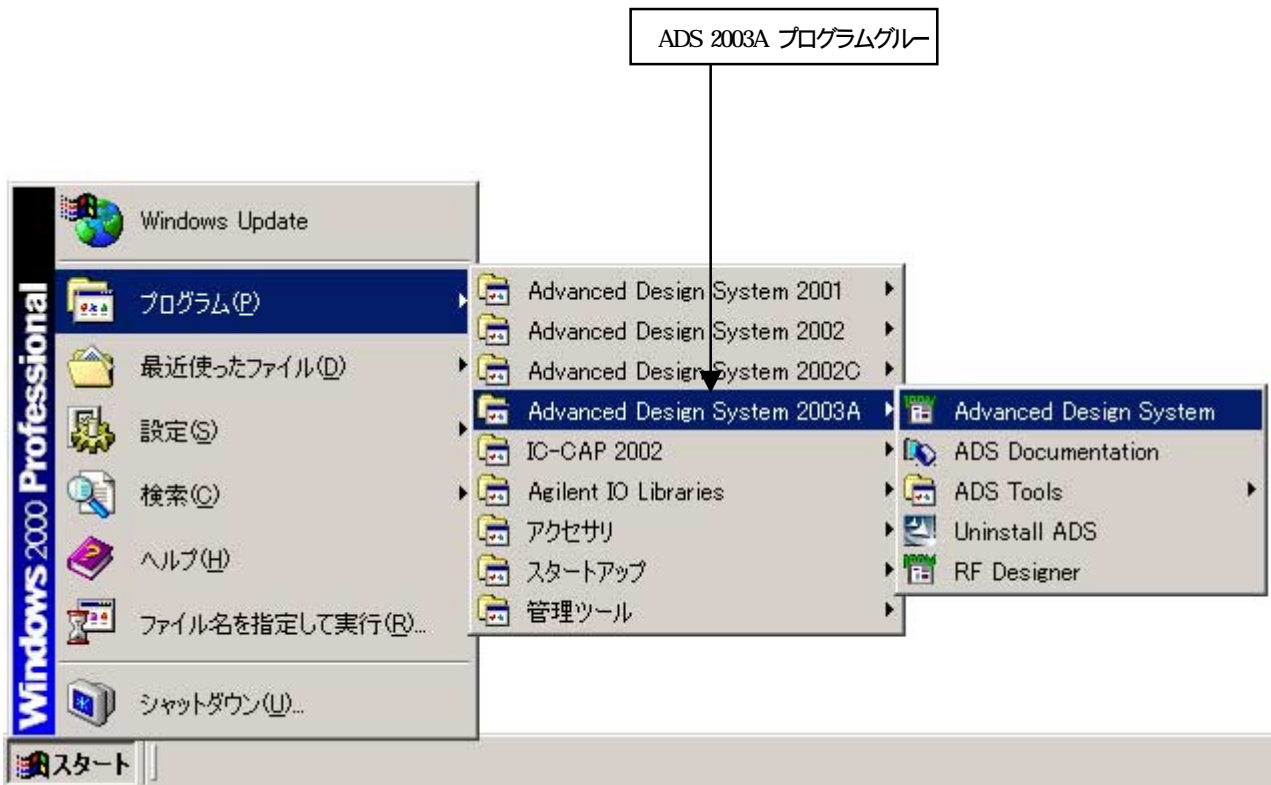 ADS 2003A プログラムグルー
Windows 2000 Professional
Windows Update
プログラム(P)
最近使ったファイル(D)
設定(S)
検索(C)
ヘルプ(H)
ファイル名を指定して実行(R)...
シャットダウン(U)...
Advanced Design System 2001
Advanced Design System 2002
Advanced Design System 2002C
Advanced Design System 2003A
IC-CAP 2002
Agilent IO Libraries
アクセサリ
スタートアップ
管理ツール
Advanced Design System
ADS Documentation
ADS Tools
Uninstall ADS
RF Designer
スタート